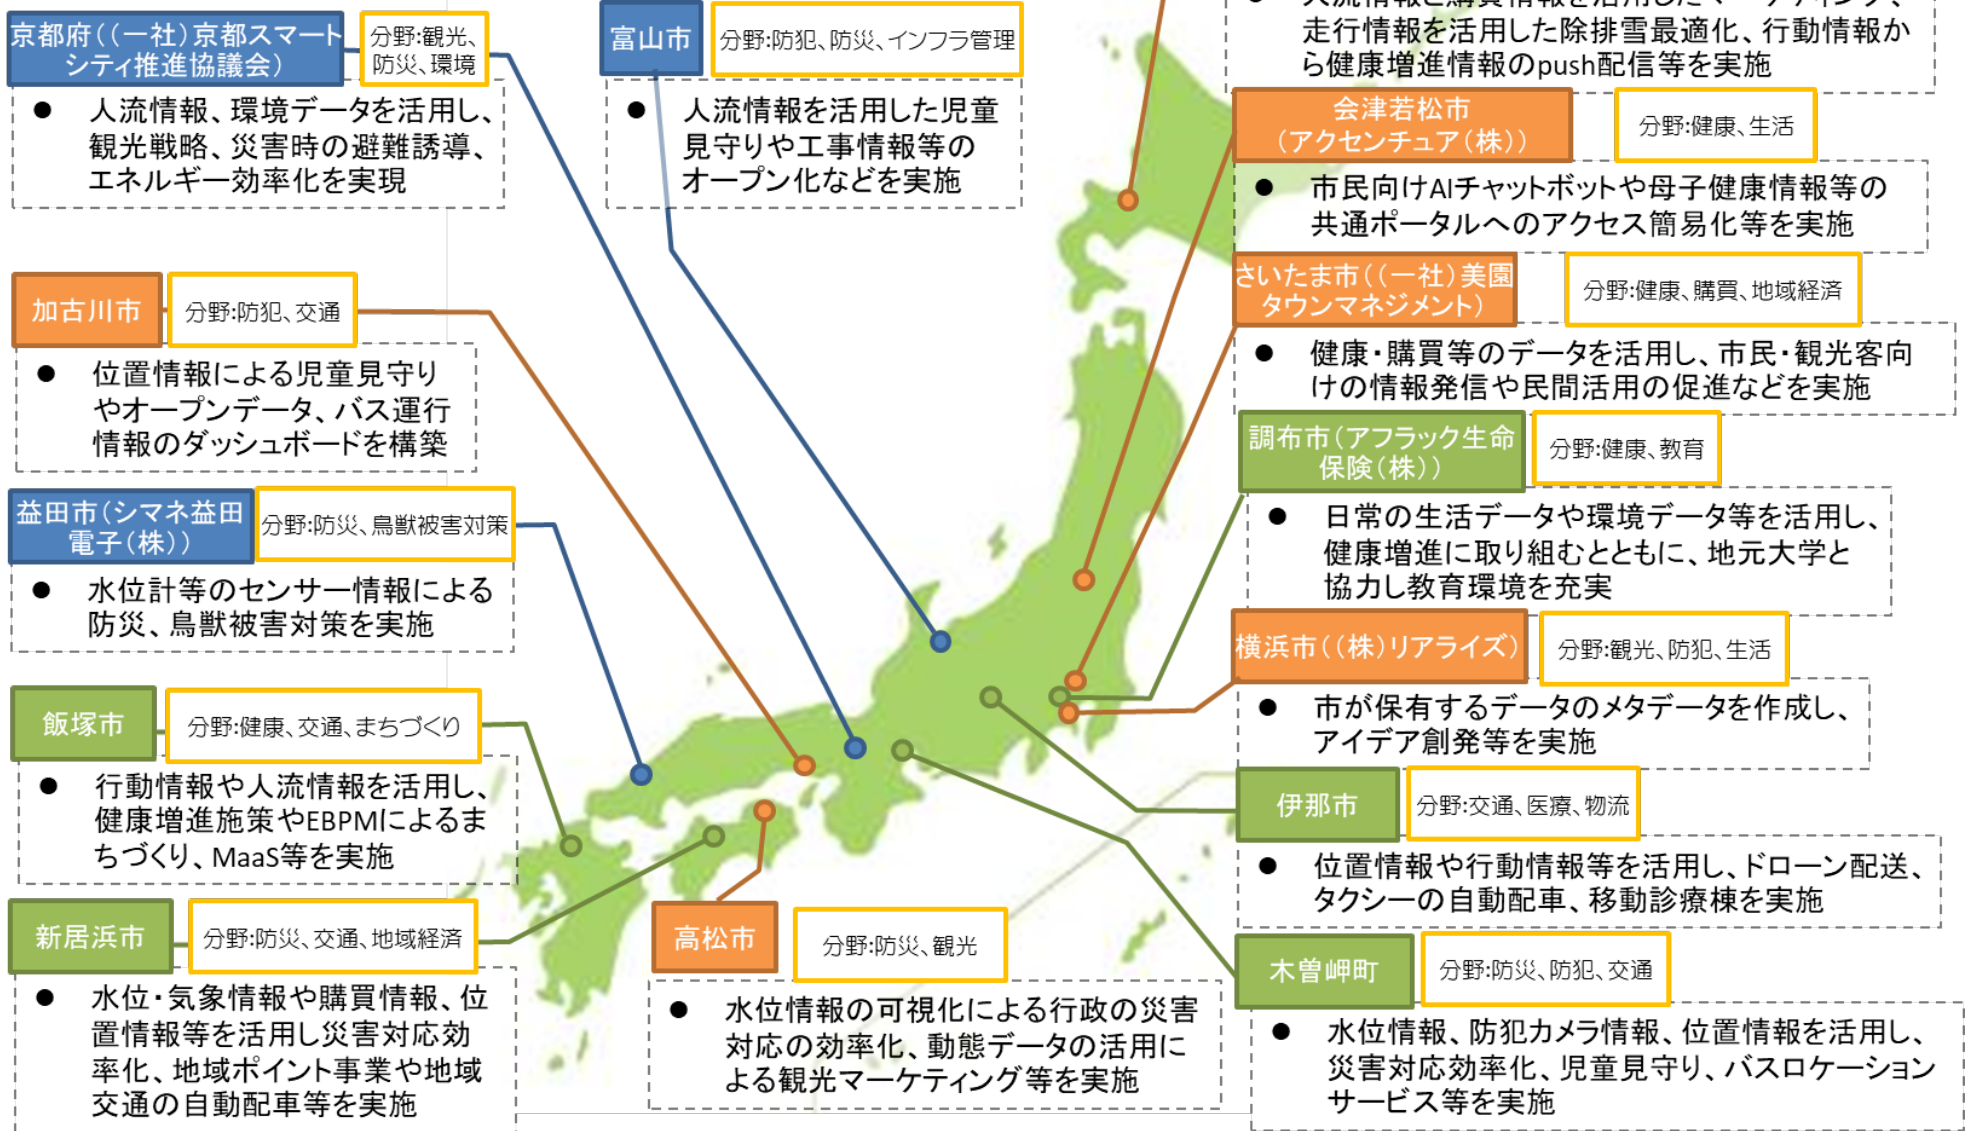 京都府((一社)京都スマート
シティ推進協議会)
分野:観光、
防災、環境
● 人流情報、環境データを活用し、
観光戦略、災害時の避難誘導、
エネルギー効率化を実現
富山市
分野:防犯、防災、インフラ管理
● 人流情報を活用した児童
見守りや工事情報等の
オープン化などを実施
加古川市
分野:防犯、交通
● 位置情報による児童見守り
やオープンデータ、バス運行
情報のダッシュボードを構築
益田市(シマネ益田
電子(株))
分野:防災、鳥獣被害対策
● 水位計等のセンサー情報による
防災、鳥獣被害対策を実施
飯塚市
分野:健康、交通、まちづくり
● 行動情報や人流情報を活用し、
健康増進施策やEBPMによるま
ちづくり、MaaS等を実施
新居浜市
分野:防災、交通、地域経済
● 水位・気象情報や購買情報、位
置情報等を活用し災害対応効
率化、地域ポイント事業や地域
交通の自動配車等を実施
高松市
分野:防災、観光
● 水位情報の可視化による行政の災害
対応の効率化、動態データの活用に
よる観光マーケティング等を実施
● 人流情報と購買情報を活用したマーケティング、
走行情報を活用した除排雪最適化、行動情報か
ら健康増進情報のpush配信等を実施
会津若松市
(アクセンチュア(株))
分野:健康、生活
● 市民向けAIチャットボットや母子健康情報等の
共通ポータルへのアクセス簡易化等を実施
さいたま市((一社)美園
タウンマネジメント)
分野:健康、購買、地域経済
● 健康・購買等のデータを活用し、市民・観光客向
けの情報発信や民間活用の促進などを実施
調布市(アフラック生命
保険(株))
分野:健康、教育
● 日常の生活データや環境データ等を活用し、
健康増進に取り組むとともに、地元大学と
協力し教育環境を充実
横浜市((株)リアライズ)
分野:観光、防犯、生活
● 市が保有するデータのメタデータを作成し、
アイデア創発等を実施
伊那市
分野:交通、医療、物流
● 位置情報や行動情報等を活用し、ドローン配送、
タクシーの自動配車、移動診療棟を実施
木曽岬町
分野:防災、防犯、交通
● 水位情報、防犯カメラ情報、位置情報を活用し、
災害対応効率化、児童見守り、バスロケーション
サービス等を実施